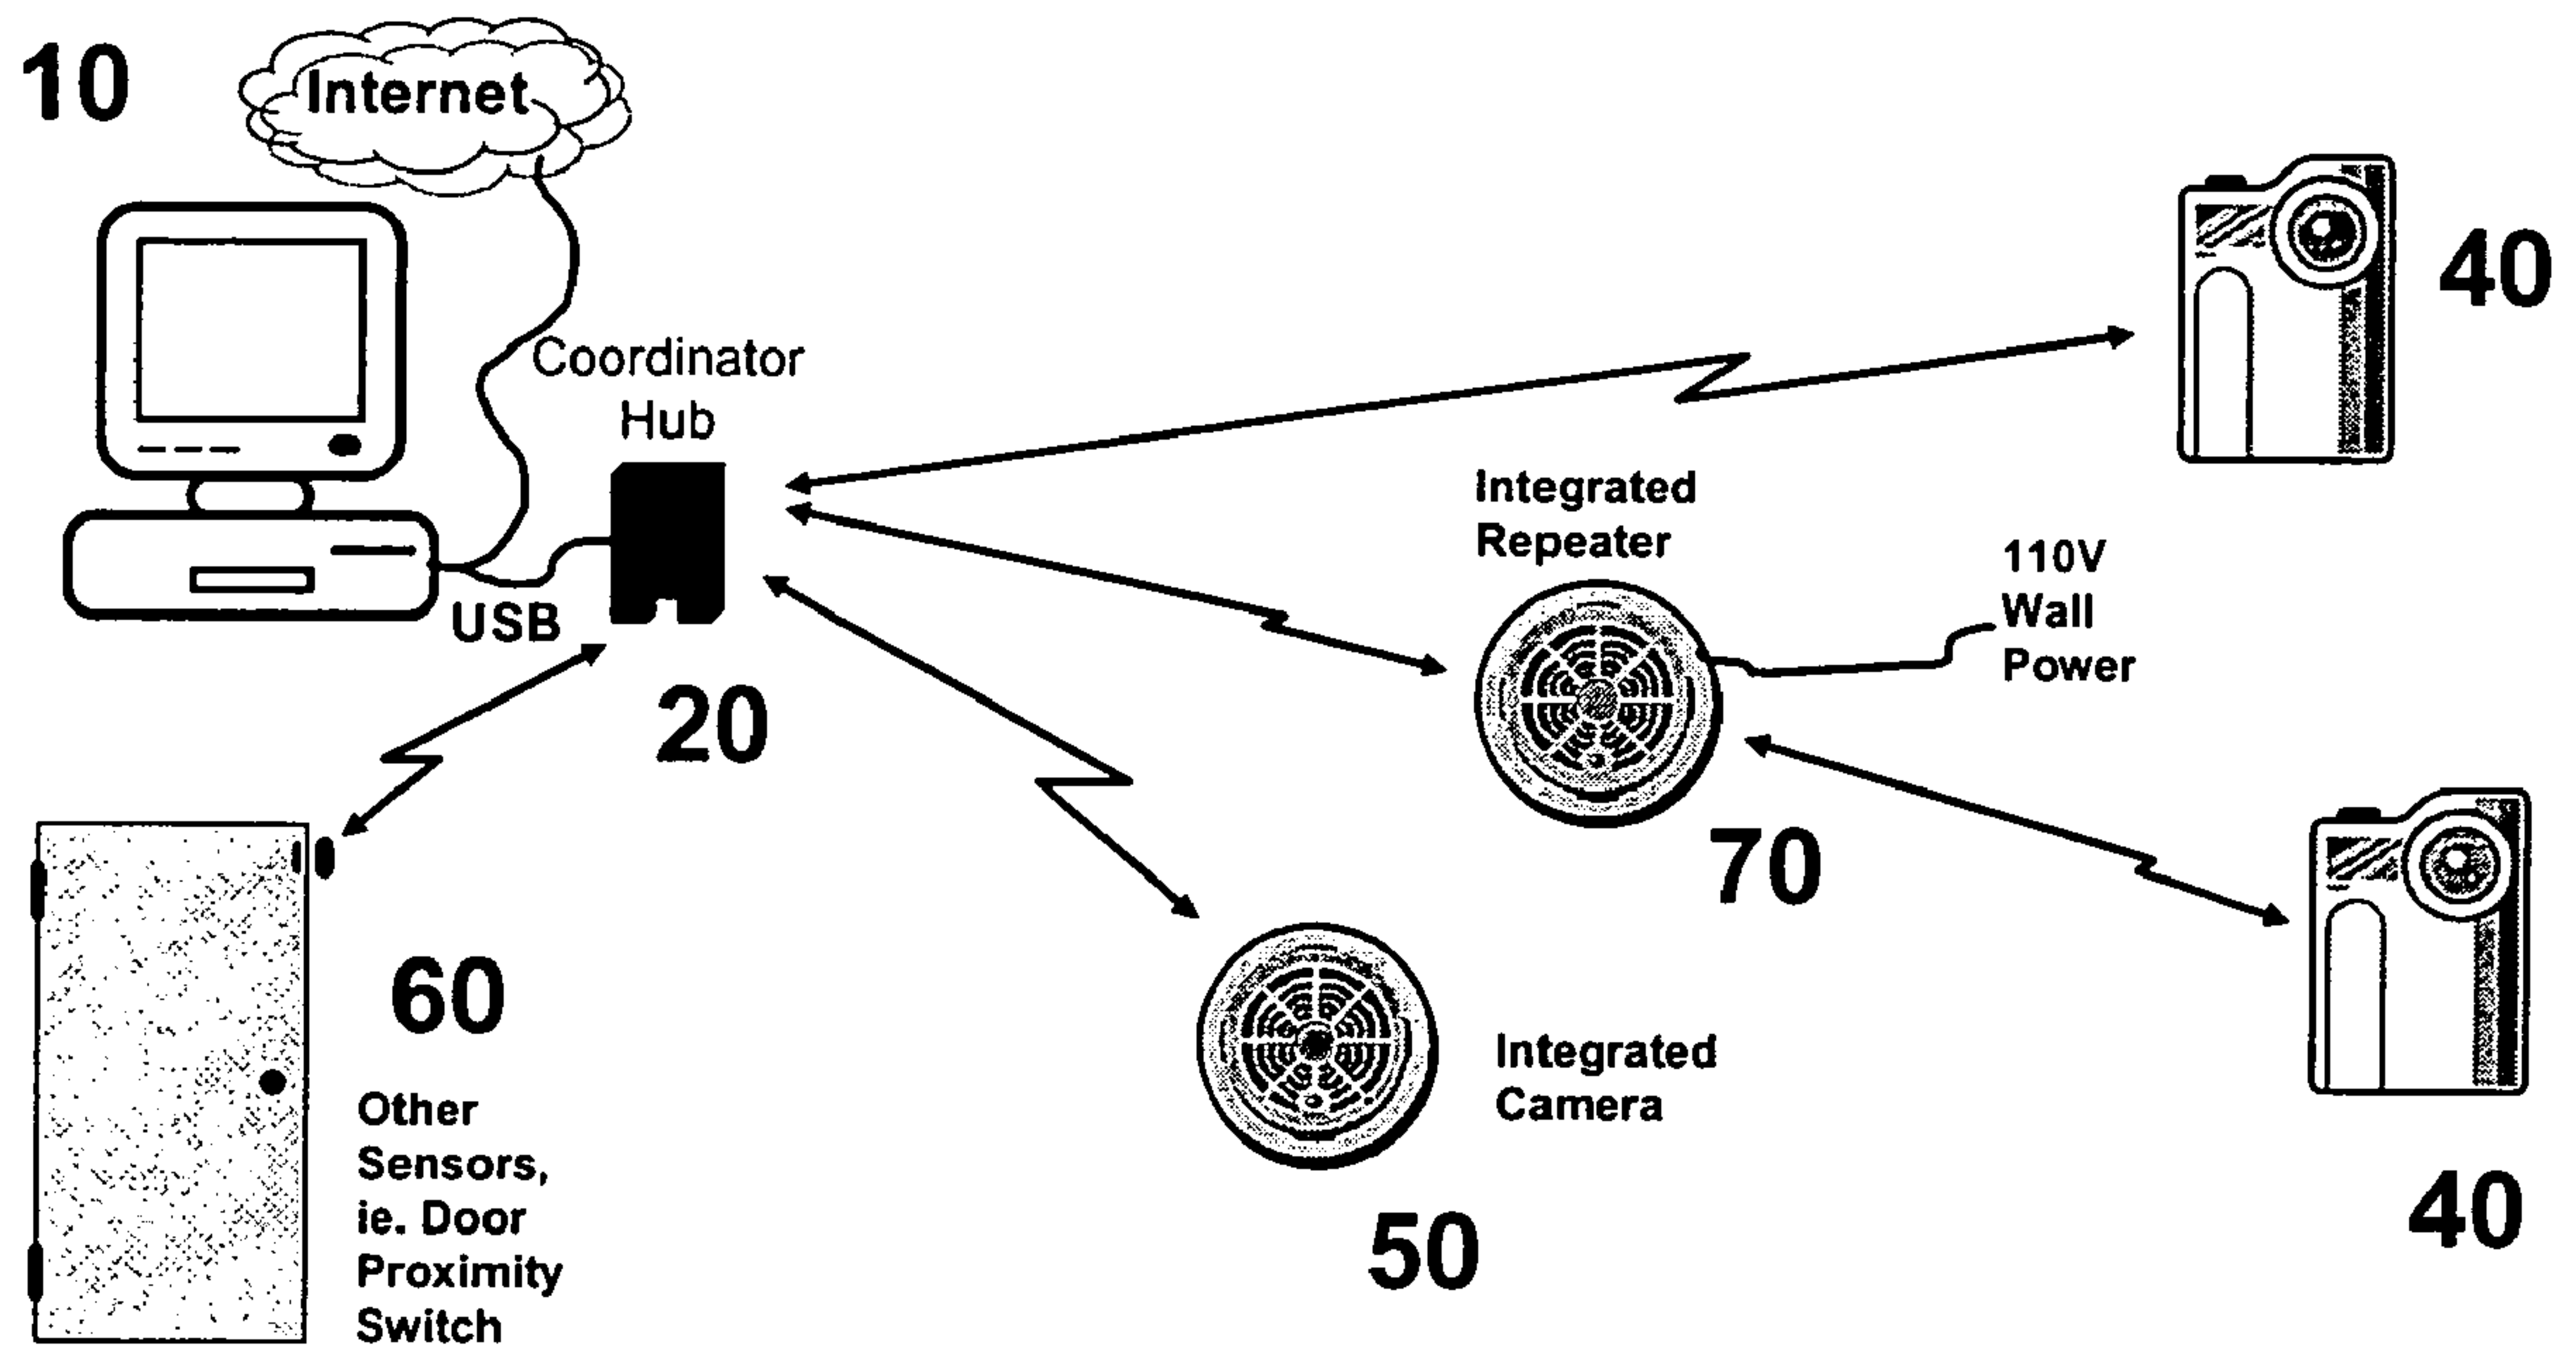 10
Internet
40
Coordinator
Hub
Integrated
Repeater
110V
Wall
Power
USB
20
70
60
Other
Sensors,
ie. Door
Proximity
Switch
Integrated
Camera
50
40